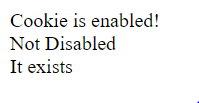 Cookie is enabled!
Not Disabled
It exists